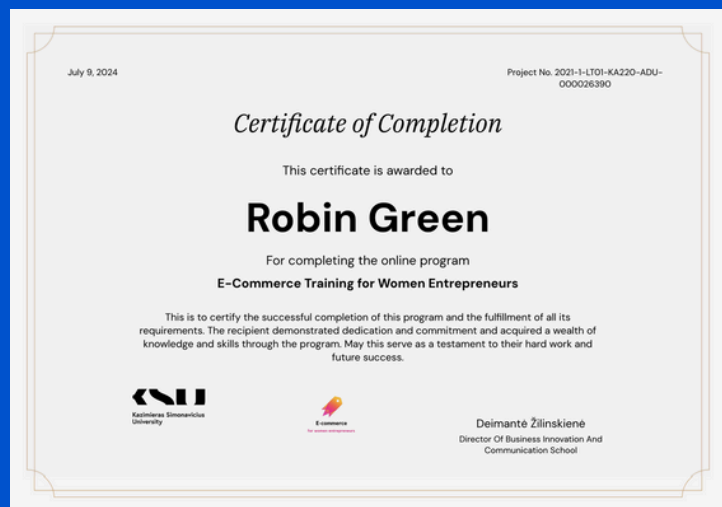 July 9, 2024
Project No. 2021-1-LT01-KA220-ADU-
000026390
Certificate of Completion
This certificate is awarded to
Robin Green
For completing the online program
E-Commerce Training for Women Entrepreneurs
This is to certify the successful completion of this program and the fulfillment of all its
requirements. The recipient demonstrated dedication and commitment and acquired a wealth of
knowledge and skills through the program. May this serve as a testament to their hard work and
future success.
KSU
Kazimieras Simonavicius
University
E-commerce
for women entrepreneurs
Deimantė Žilinskienė
Director Of Business Innovation And
Communication School